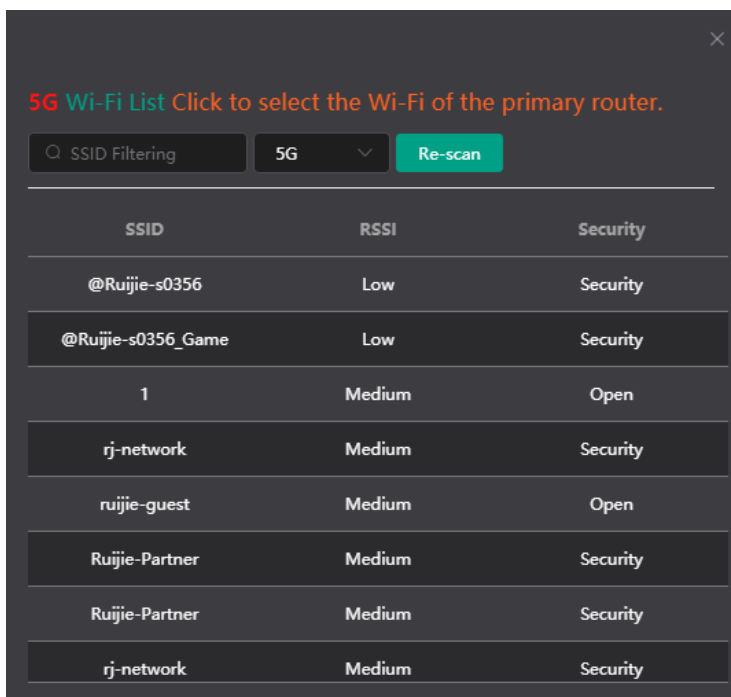 5G Wi-Fi List Click to select the Wi-Fi of the primary router.
SSID Filtering 5G Re-scan
SSID RSSI Security
@Ruijie-s0356 Low Security
@Ruijie-s0356_Game Low Security
1 Medium Open
rj-network Medium Security
ruijie-guest Medium Open
Ruijie-Partner Medium Security
Ruijie-Partner Medium Security
rj-network Medium Security